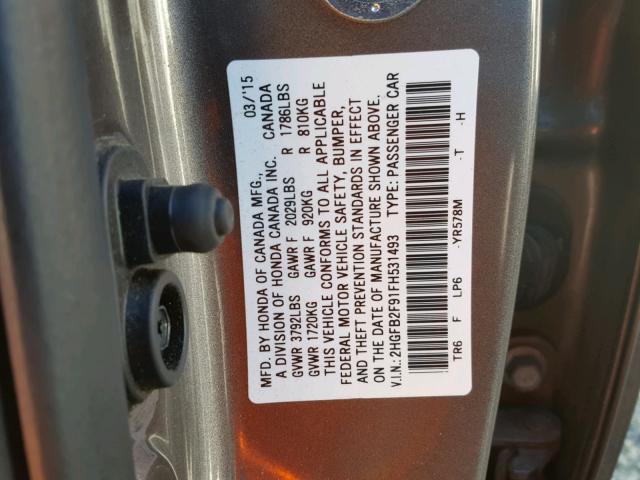 MFD. BY HONDA OF CANADA MFG., 03/'15
A DIVISION OF HONDA CANADA INC. CANADA
GVWR 3792LBS GAWR F 2029LBS R 1786LBS
GVWR 1720KG GAWR F 920KG R 810KG
THIS VEHICLE CONFORMS TO ALL APPLICABLE
FEDERAL MOTOR VEHICLE SAFETY, BUMPER,
AND THEFT PREVENTION STANDARDS IN EFFECT
ON THE DATE OF MANUFACTURE SHOWN ABOVE.
V.I.N.: 2HGFB2F91FH531493 TYPE: PASSENGER CAR
TR6 F LP6 -YR578M -T -H